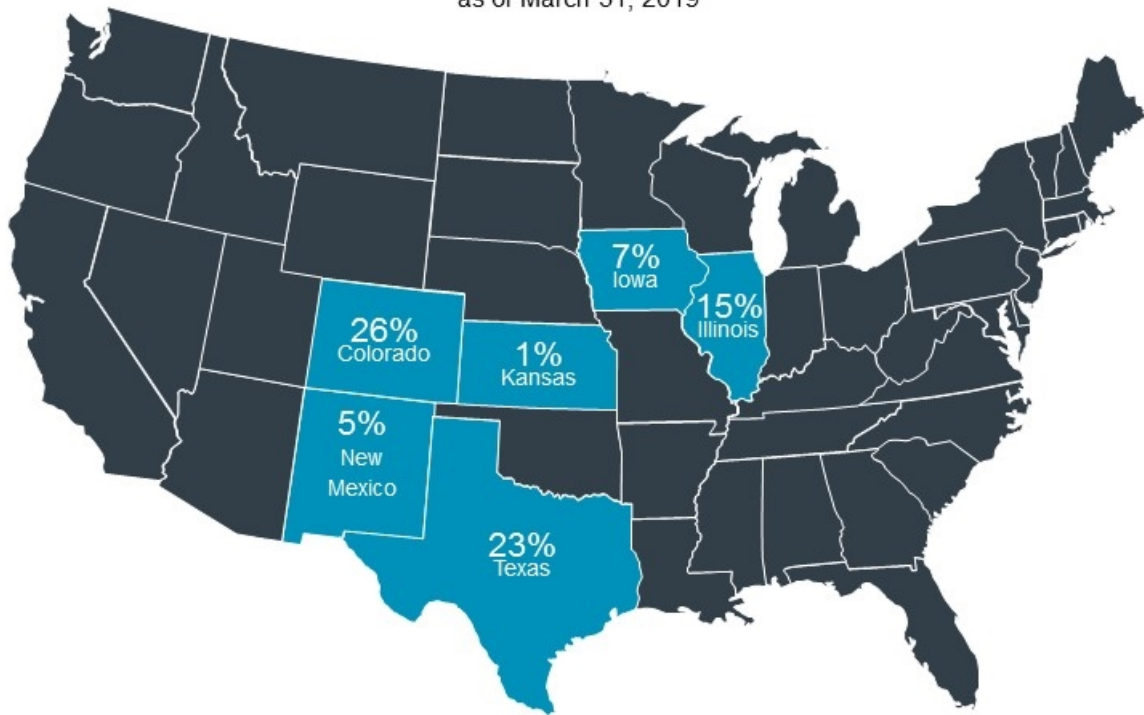 as of March 31, 2019
7%
Iowa
15%
Illinois
26%
Colorado
1%
Kansas
5%
New
Mexico
23%
Texas